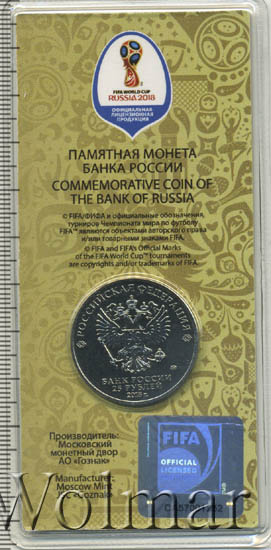 FIFA WORLD CUP
RUSSIA 2018
ОФИЦИАЛЬНАЯ
ЛИЦЕНЗИОННАЯ
ПРОДУКЦИЯ
ПАМЯТНАЯ МОНЕТА
БАНКА РОССИИ
COMMEMORATIVE COIN OF
THE BANK OF RUSSIA
© FIFA/ФИФА и официальные обозначения,
турниров Чемпионата мира по футболу
FIFA™ являются объектами авторского права
и/или товарными знаками FIFA.
© FIFA and FIFA's Official Marks
of the FIFA World Cup™ tournaments
are copyrights and/or trademarks of FIFA.
РОССИЙСКАЯ ФЕДЕРАЦИЯ
БАНК РОССИИ
25 РУБЛЕЙ
2018 г.
Производитель:
Московский
монетный двор
АО «Гознак»
Manufacturer:
Moscow Mint
JSC «Goznak»
FIFA
OFFICIAL
LICENSED
Wolmar